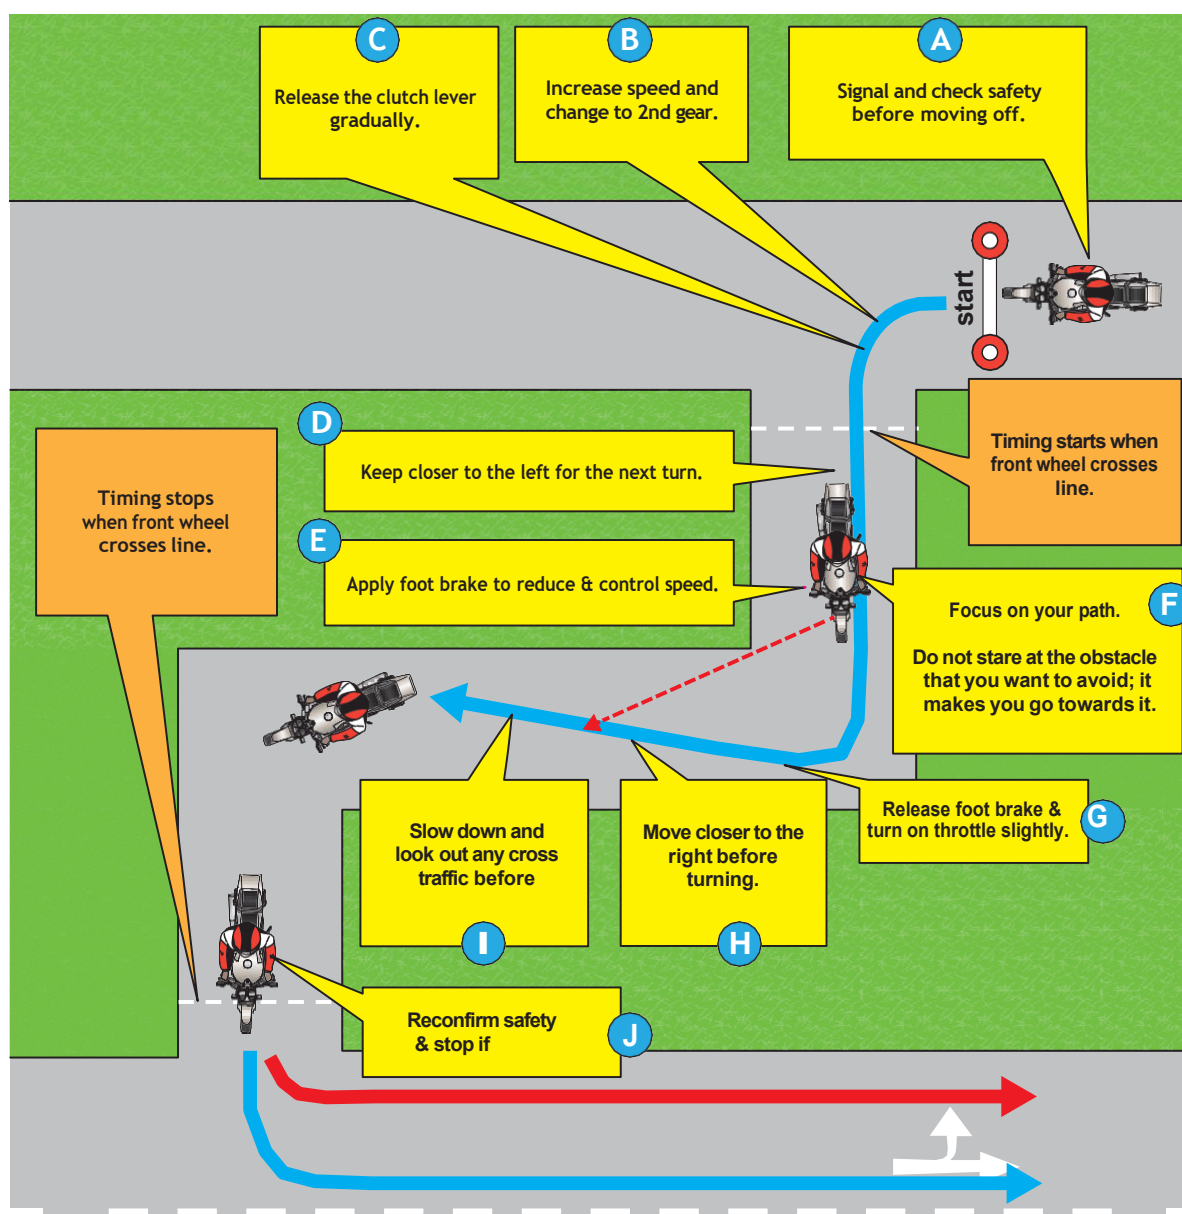 C
Release the clutch lever
gradually.
B
Increase speed and
change to 2nd gear.
A
Signal and check safety
before moving off.
start
D
Keep closer to the left for the next turn.
Timing starts when
front wheel crosses
line.
Timing stops
when front wheel
crosses line.
E
Apply foot brake to reduce & control speed.
F
Focus on your path.
Do not stare at the obstacle
that you want to avoid; it
makes you go towards it.
Release foot brake &
turn on throttle slightly.
G
Slow down and
look out any cross
traffic before
I
Move closer to the
right before
turning.
H
Reconfirm safety
& stop if
J